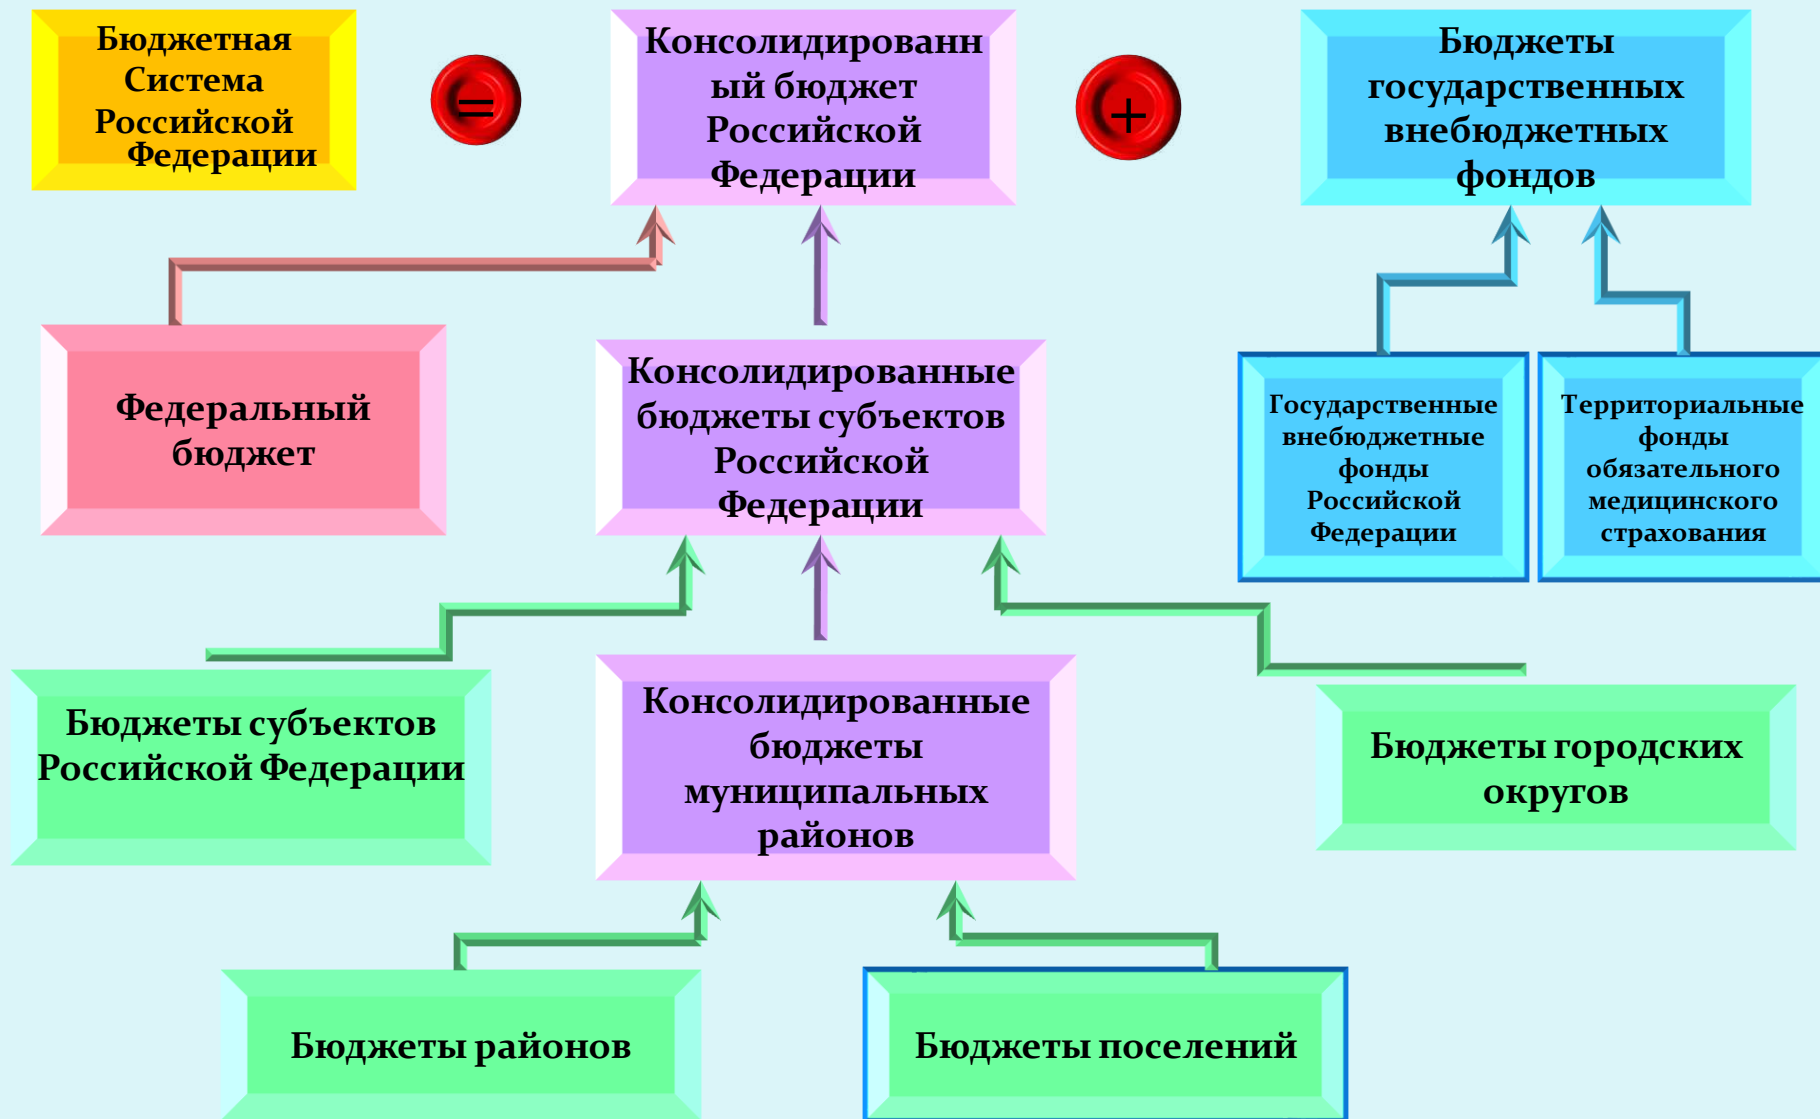 Бюджетная
Система
Российской
Федерации
=
Консолидированн
ый бюджет
Российской
Федерации
+
Бюджеты
государственных
внебюджетных
фондов
Федеральный
бюджет
Консолидированные
бюджеты субъектов
Российской
Федерации
Государственные
внебюджетные
фонды
Российской
Федерации
Территориальные
фонды
обязательного
медицинского
страхования
Бюджеты субъектов
Российской Федерации
Консолидированные
бюджеты
муниципальных
районов
Бюджеты городских
округов
Бюджеты районов
Бюджеты поселений